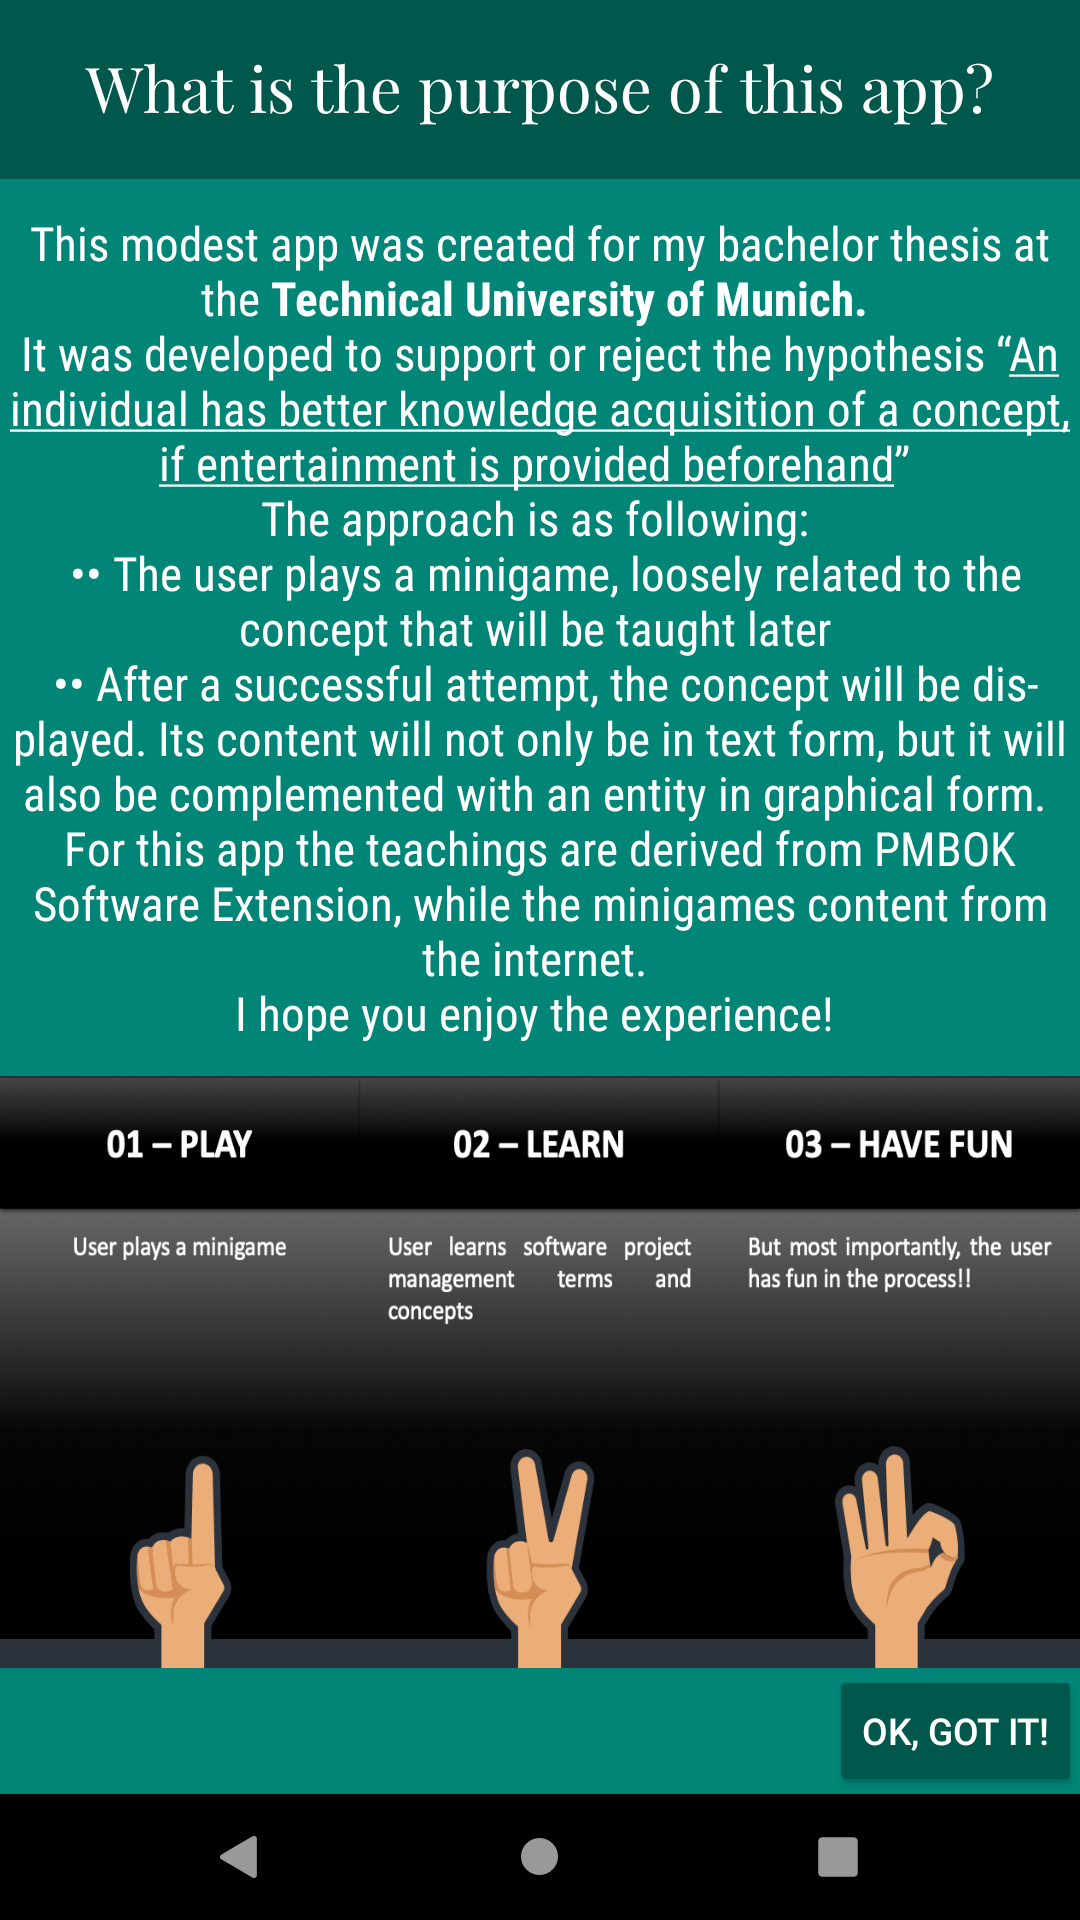 What is the purpose of this app?
This modest app was created for my bachelor thesis at
the Technical University of Munich.
It was developed to support or reject the hypothesis “An
individual has better knowledge acquisition of a concept,
if entertainment is provided beforehand”
The approach is as following:
•• The user plays a minigame, loosely related to the
concept that will be taught later
•• After a successful attempt, the concept will be dis-
played. Its content will not only be in text form, but it will
also be complemented with an entity in graphical form.
For this app the teachings are derived from PMBOK
Software Extension, while the minigames content from
the internet.
I hope you enjoy the experience!
01 – PLAY
User plays a minigame
02 – LEARN
User learns software project
management terms and
concepts
03 – HAVE FUN
But most importantly, the user
has fun in the process!!
OK, GOT IT!